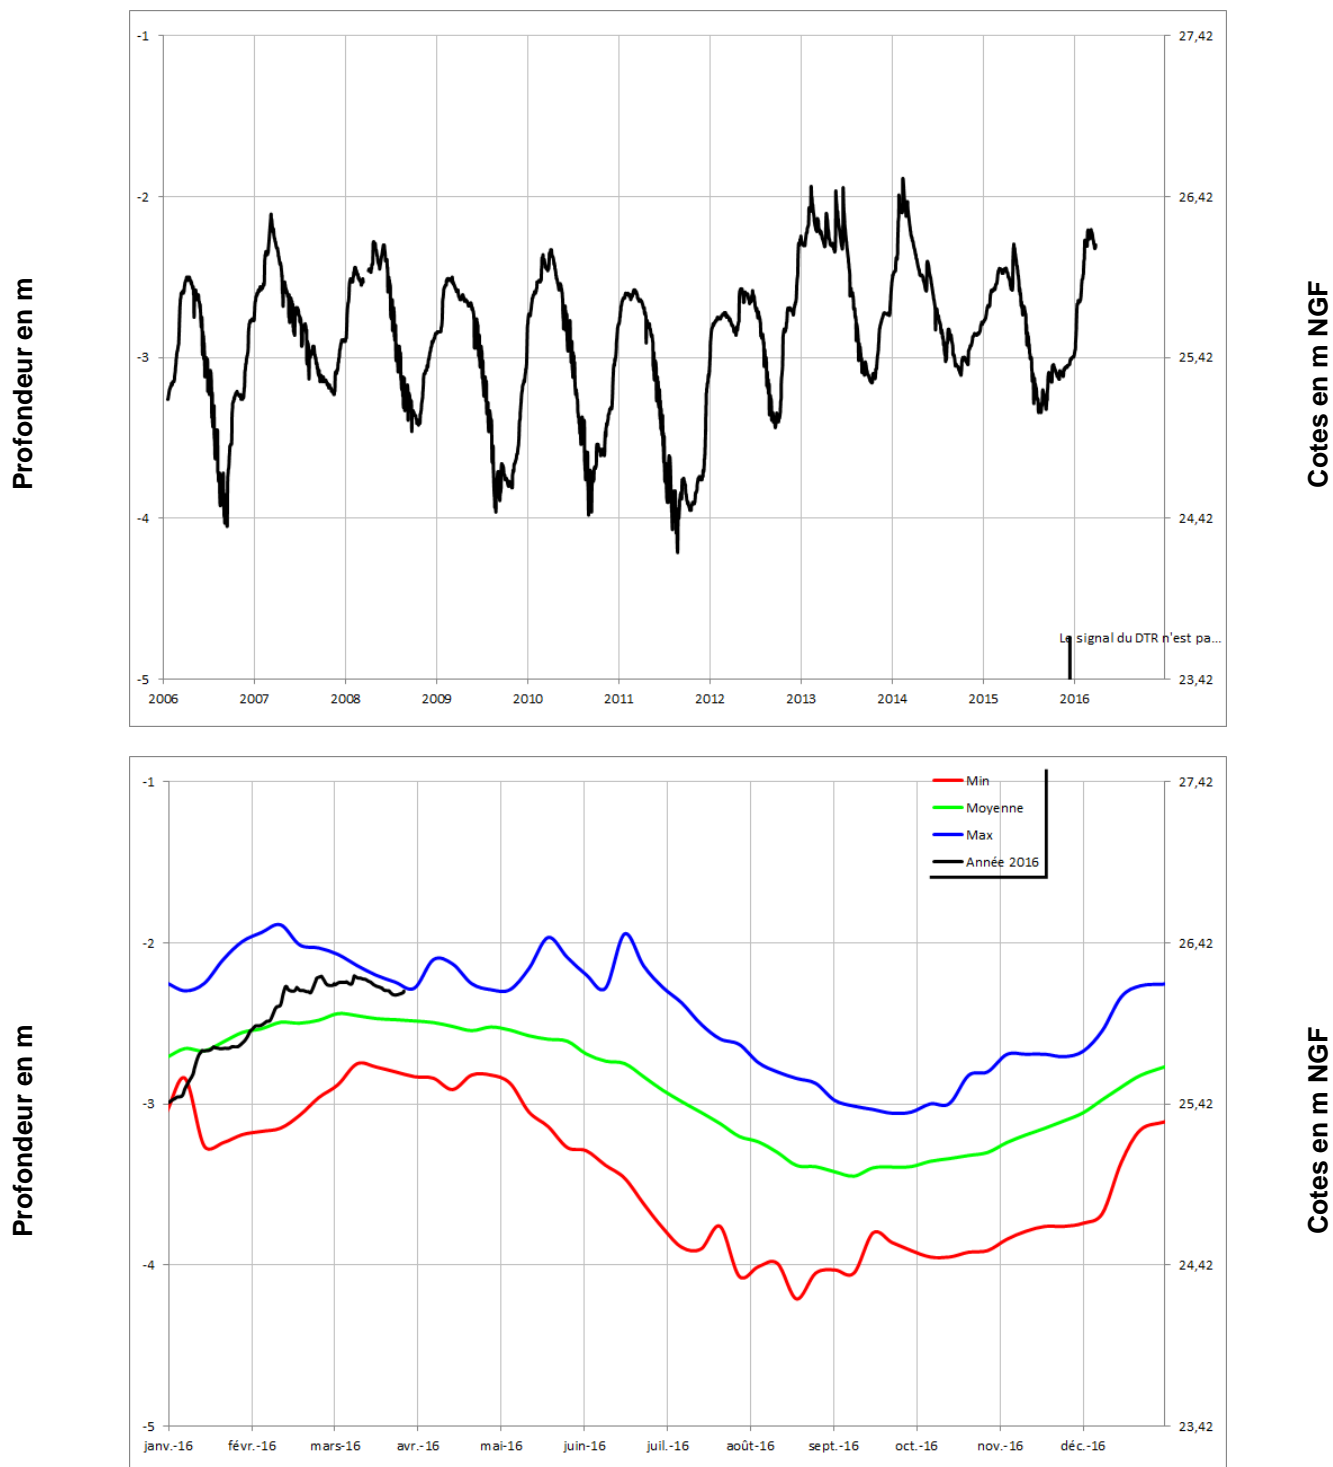 Profondeur en m
-1
-2
-3
-4
-5
27,42
26,42
25,42
24,42
23,42
Cotes en m NGF
Le signal du DTR n'est pa...
2006 2007 2008 2009 2010 2011 2012 2013 2014 2015 2016
Profondeur en m
-1
-2
-3
-4
-5
Min
Moyenne
Max
Année 2016
27,42
26,42
25,42
24,42
23,42
Cotes en m NGF
janv.-16 févr.-16 mars-16 avr.-16 mai-16 juin-16 juil.-16 août-16 sept.-16 oct.-16 nov.-16 déc.-16